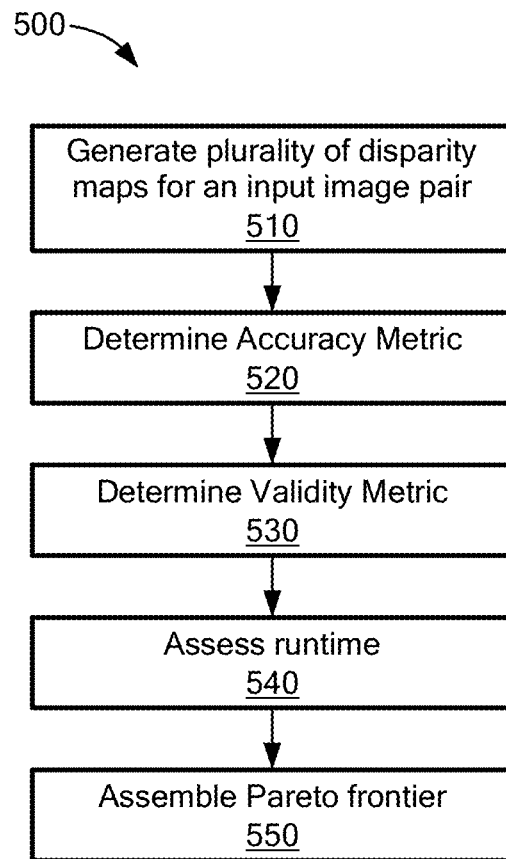 500
Generate plurality of disparity
maps for an input image pair
510
Determine Accuracy Metric
520
Determine Validity Metric
530
Assess runtime
540
Assemble Pareto frontier
550